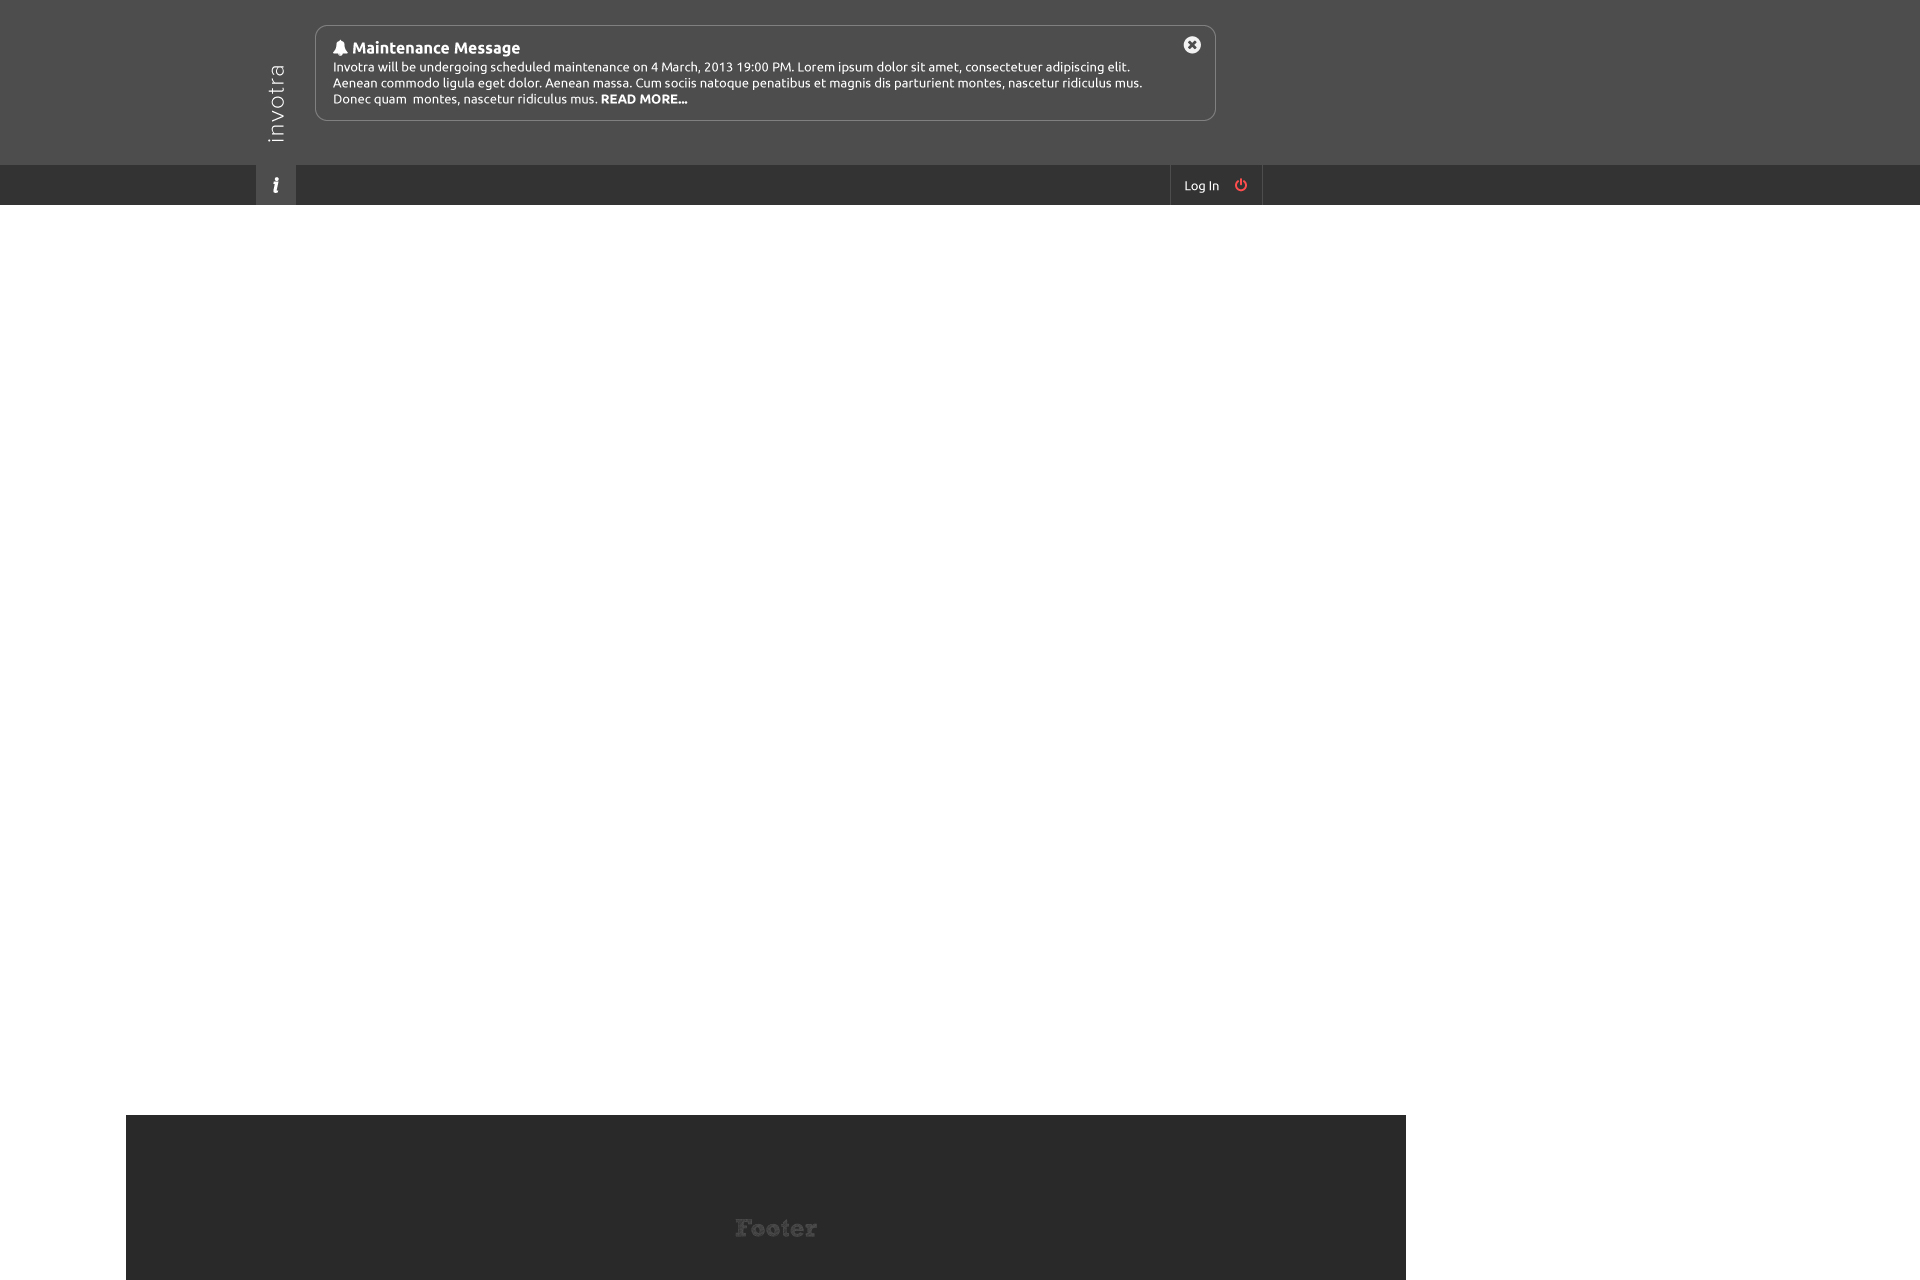 Maintenance Message
Invotra will be undergoing scheduled maintenance on 4 March, 2013 19:00 PM. Lorem ipsum dolor sit amet, consectetuer adipiscing elit.
Aenean commodo ligula eget dolor. Aenean massa. Cum sociis natoque penatibus et magnis dis parturient montes, nascetur ridiculus mus.
Donec quam  montes, nascetur ridiculus mus. READ MORE...
invotra
i
Log In
Footer